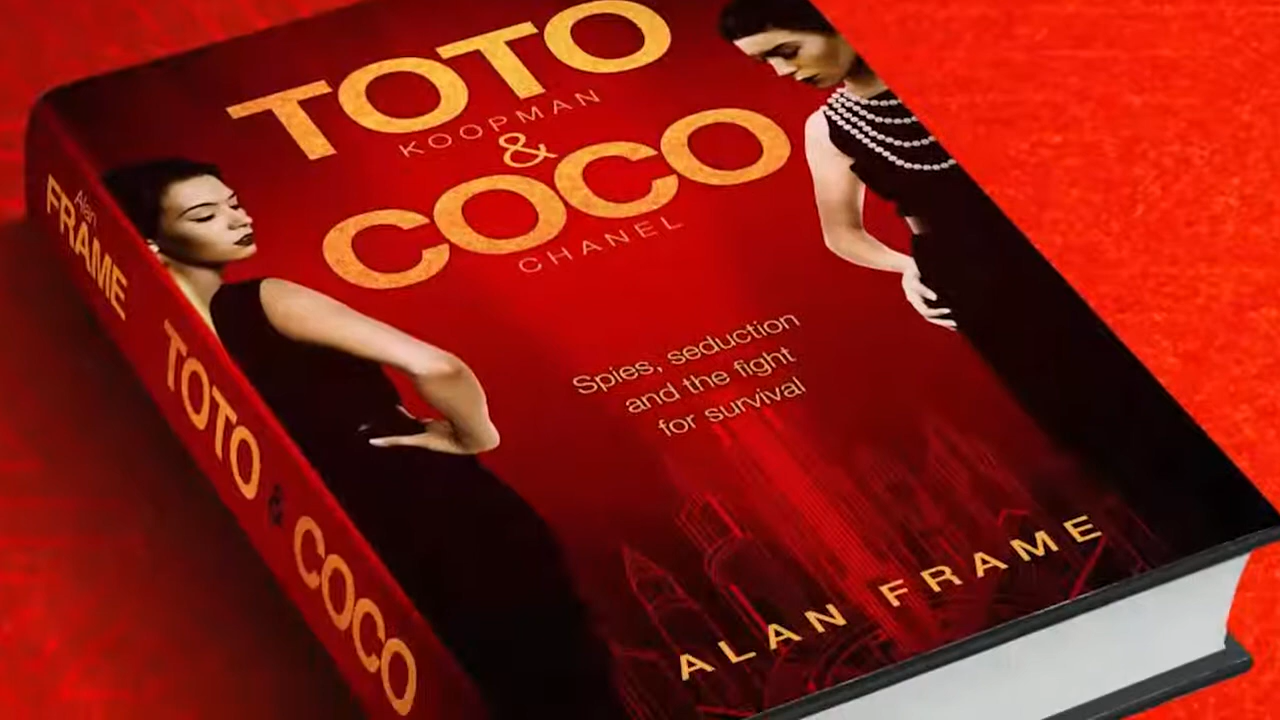 TOTO
KOOPMAN
&
COCO
CHANEL
Spies, seduction
and the fight
for survival
ALAN FRAME
Alan
FRAME
TOTO & COCO